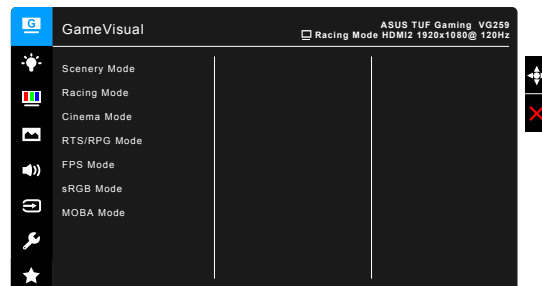 G
GameVisual
ASUS TUF Gaming VG259
Racing Mode HDMI2 1920x1080@ 120Hz
Scenery Mode
Racing Mode
Cinema Mode
RTS/RPG Mode
FPS Mode
sRGB Mode
MOBA Mode